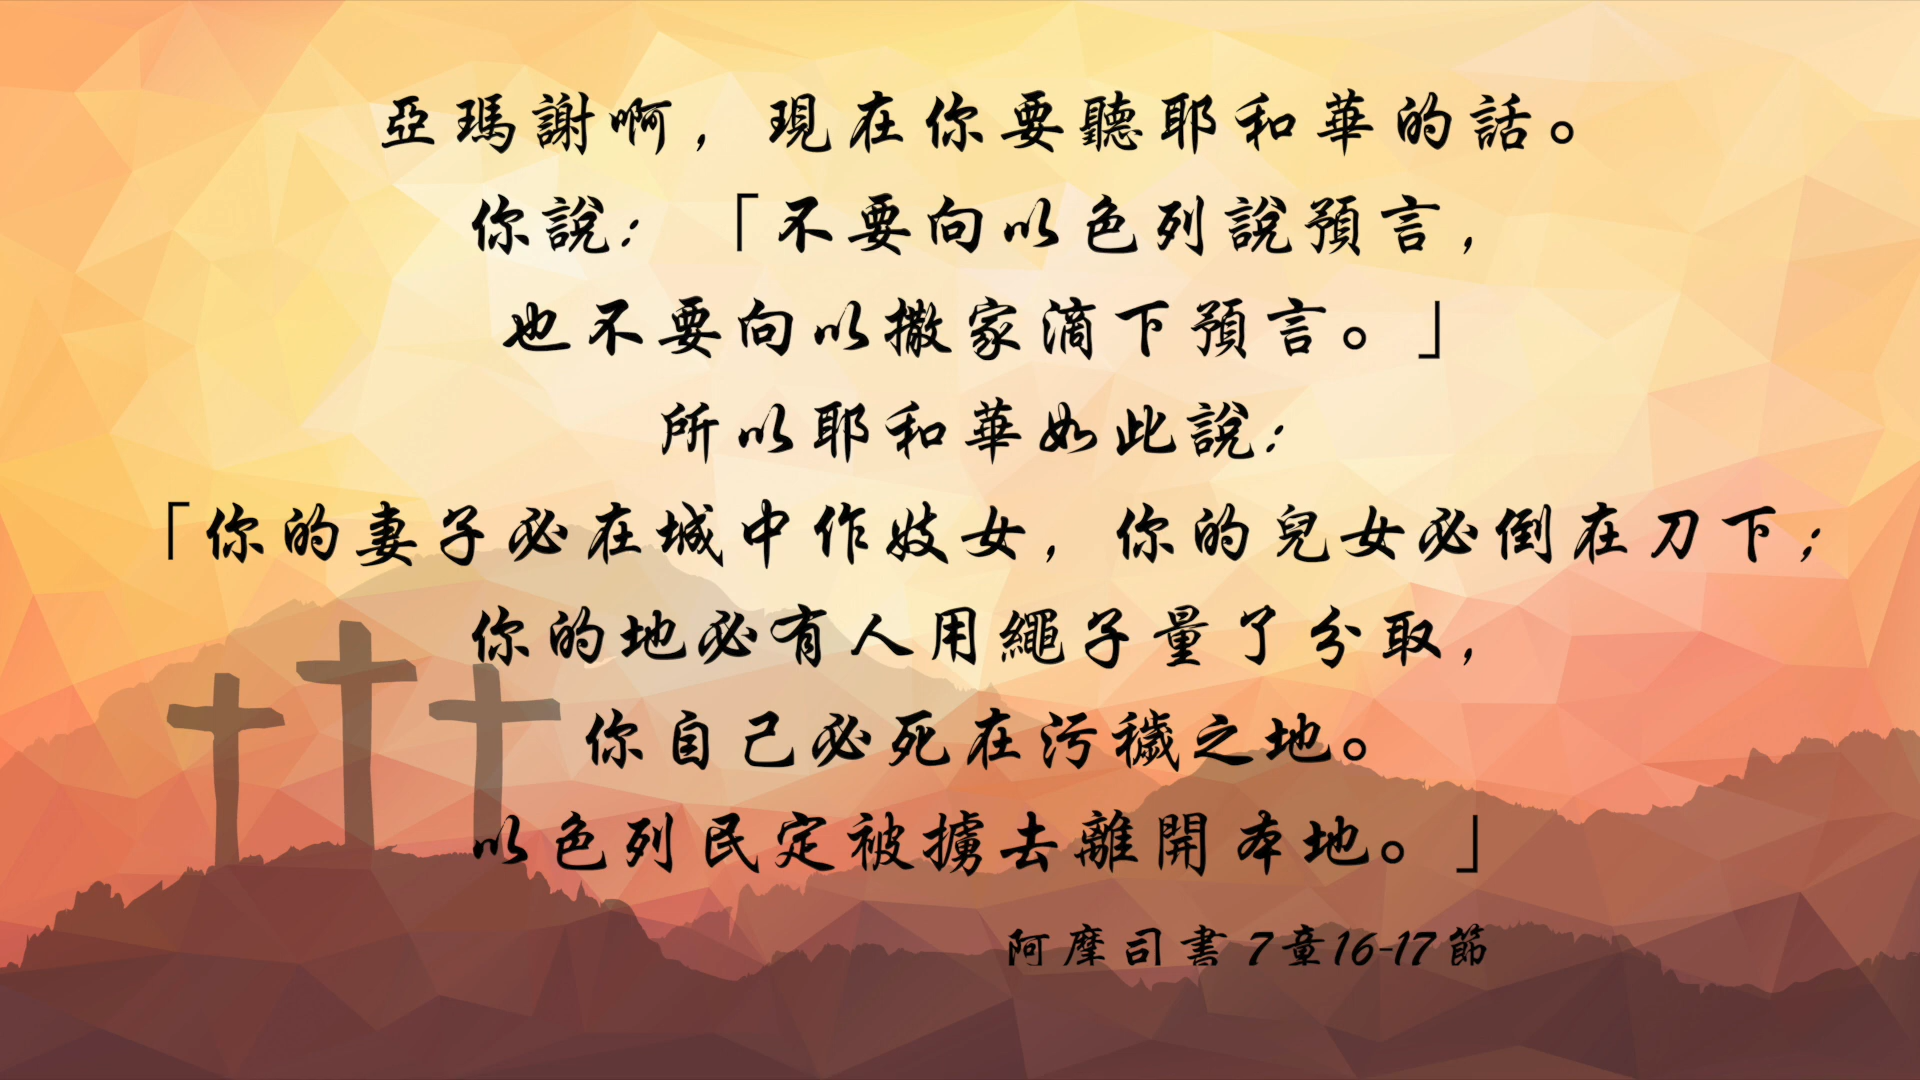 亞瑪謝啊，現在你要聽耶和華的話。
你說：「不要向以色列說預言，
也不要向以撒家滴下預言。」
所以耶和華如此說：
「你的妻子必在城中作妓女，你的兒女必倒在刀下；
你的地必有人用繩子量了分取，
你自己必死在污穢之地。
以色列民定被擄去離開本地。」
阿摩司書 7章16-17節